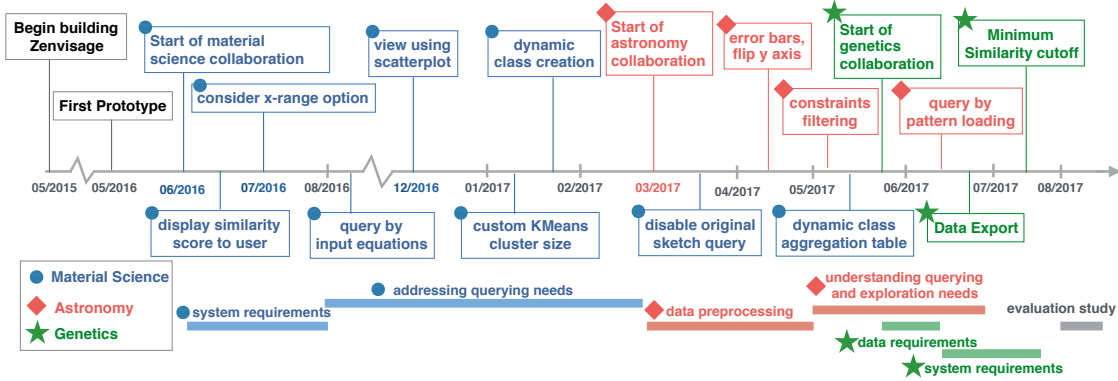 Begin building
Zenvisage
First Prototype
Start of material
science collaboration
consider x-range option
view using
scatterplot
dynamic
class creation
Start of
astronomy
collaboration
error bars,
flip y axis
constraints
filtering
Start of
genetics
collaboration
query by
pattern loading
Minimum
Similarity cutoff
05/2015
05/2016
06/2016
07/2016
08/2016
12/2016
01/2017
02/2017
03/2017
04/2017
05/2017
06/2017
07/2017
08/2017
display similarity
score to user
query by
input equations
custom KMeans
cluster size
disable original
sketch query
dynamic class
aggregation table
Data Export
Material Science
Astronomy
Genetics
system requirements
addressing querying needs
data preprocessing
understanding querying
and exploration needs
data requirements
system requirements
evaluation study